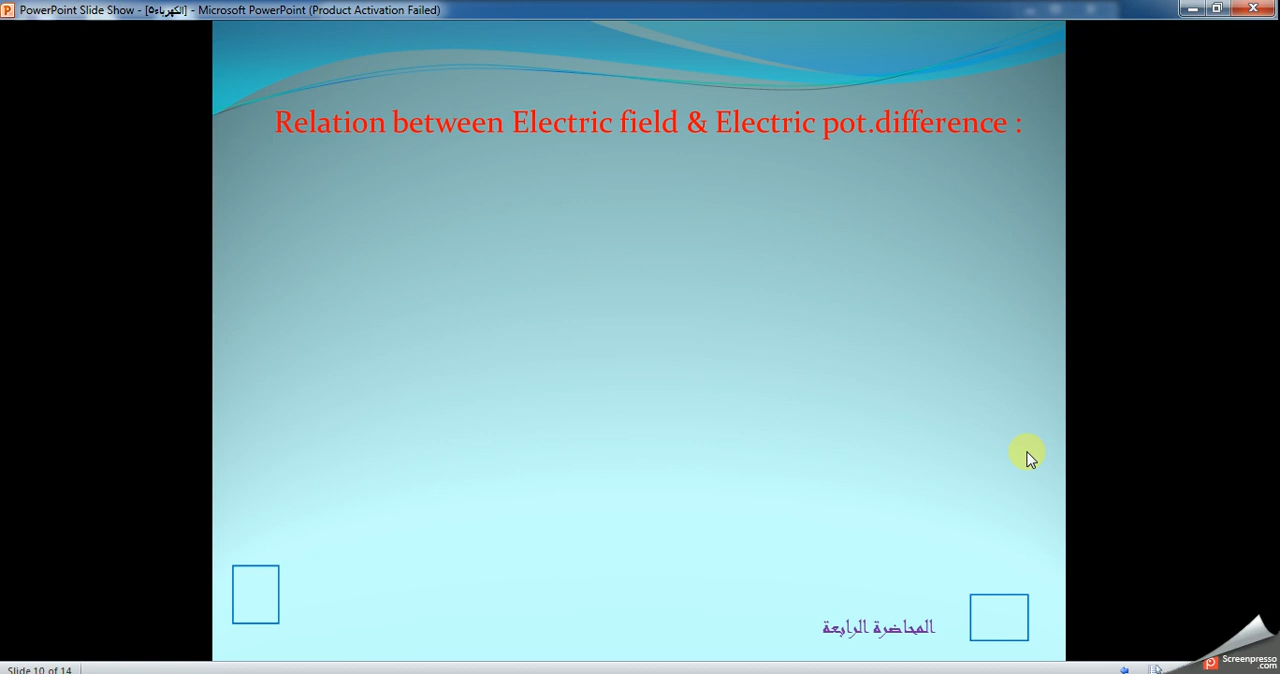 PowerPoint Slide Show - [الكهرباء٥] - Microsoft PowerPoint (Product Activation Failed)
Relation between Electric field & Electric pot.difference :
المحاضرة الرابعة
Slide 10 of 14
Screenpresso
.com